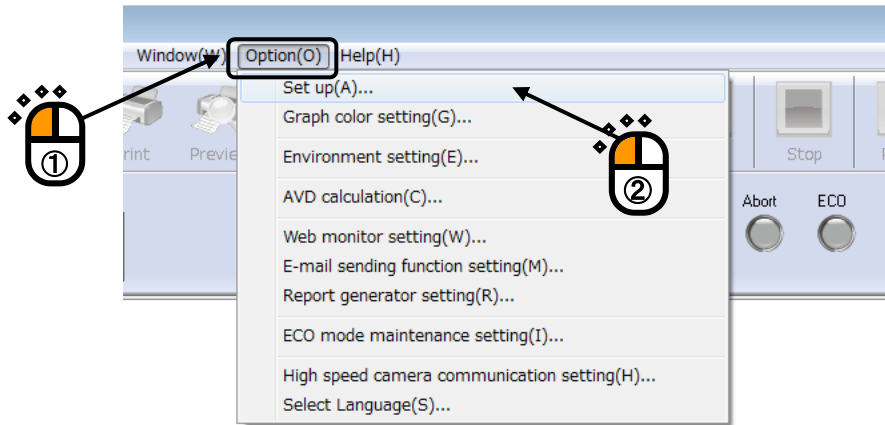 Window(W) Option(O) Help(H)
Set up(A)...
Graph color setting(G)...
Environment setting(E)...
AVD calculation(C)...
Web monitor setting(W)...
E-mail sending function setting(M)...
Report generator setting(R)...
ECO mode maintenance setting(I)...
High speed camera communication setting(H)...
Select Language(S)...
①
②
rint Previe
Stop
Abort ECO